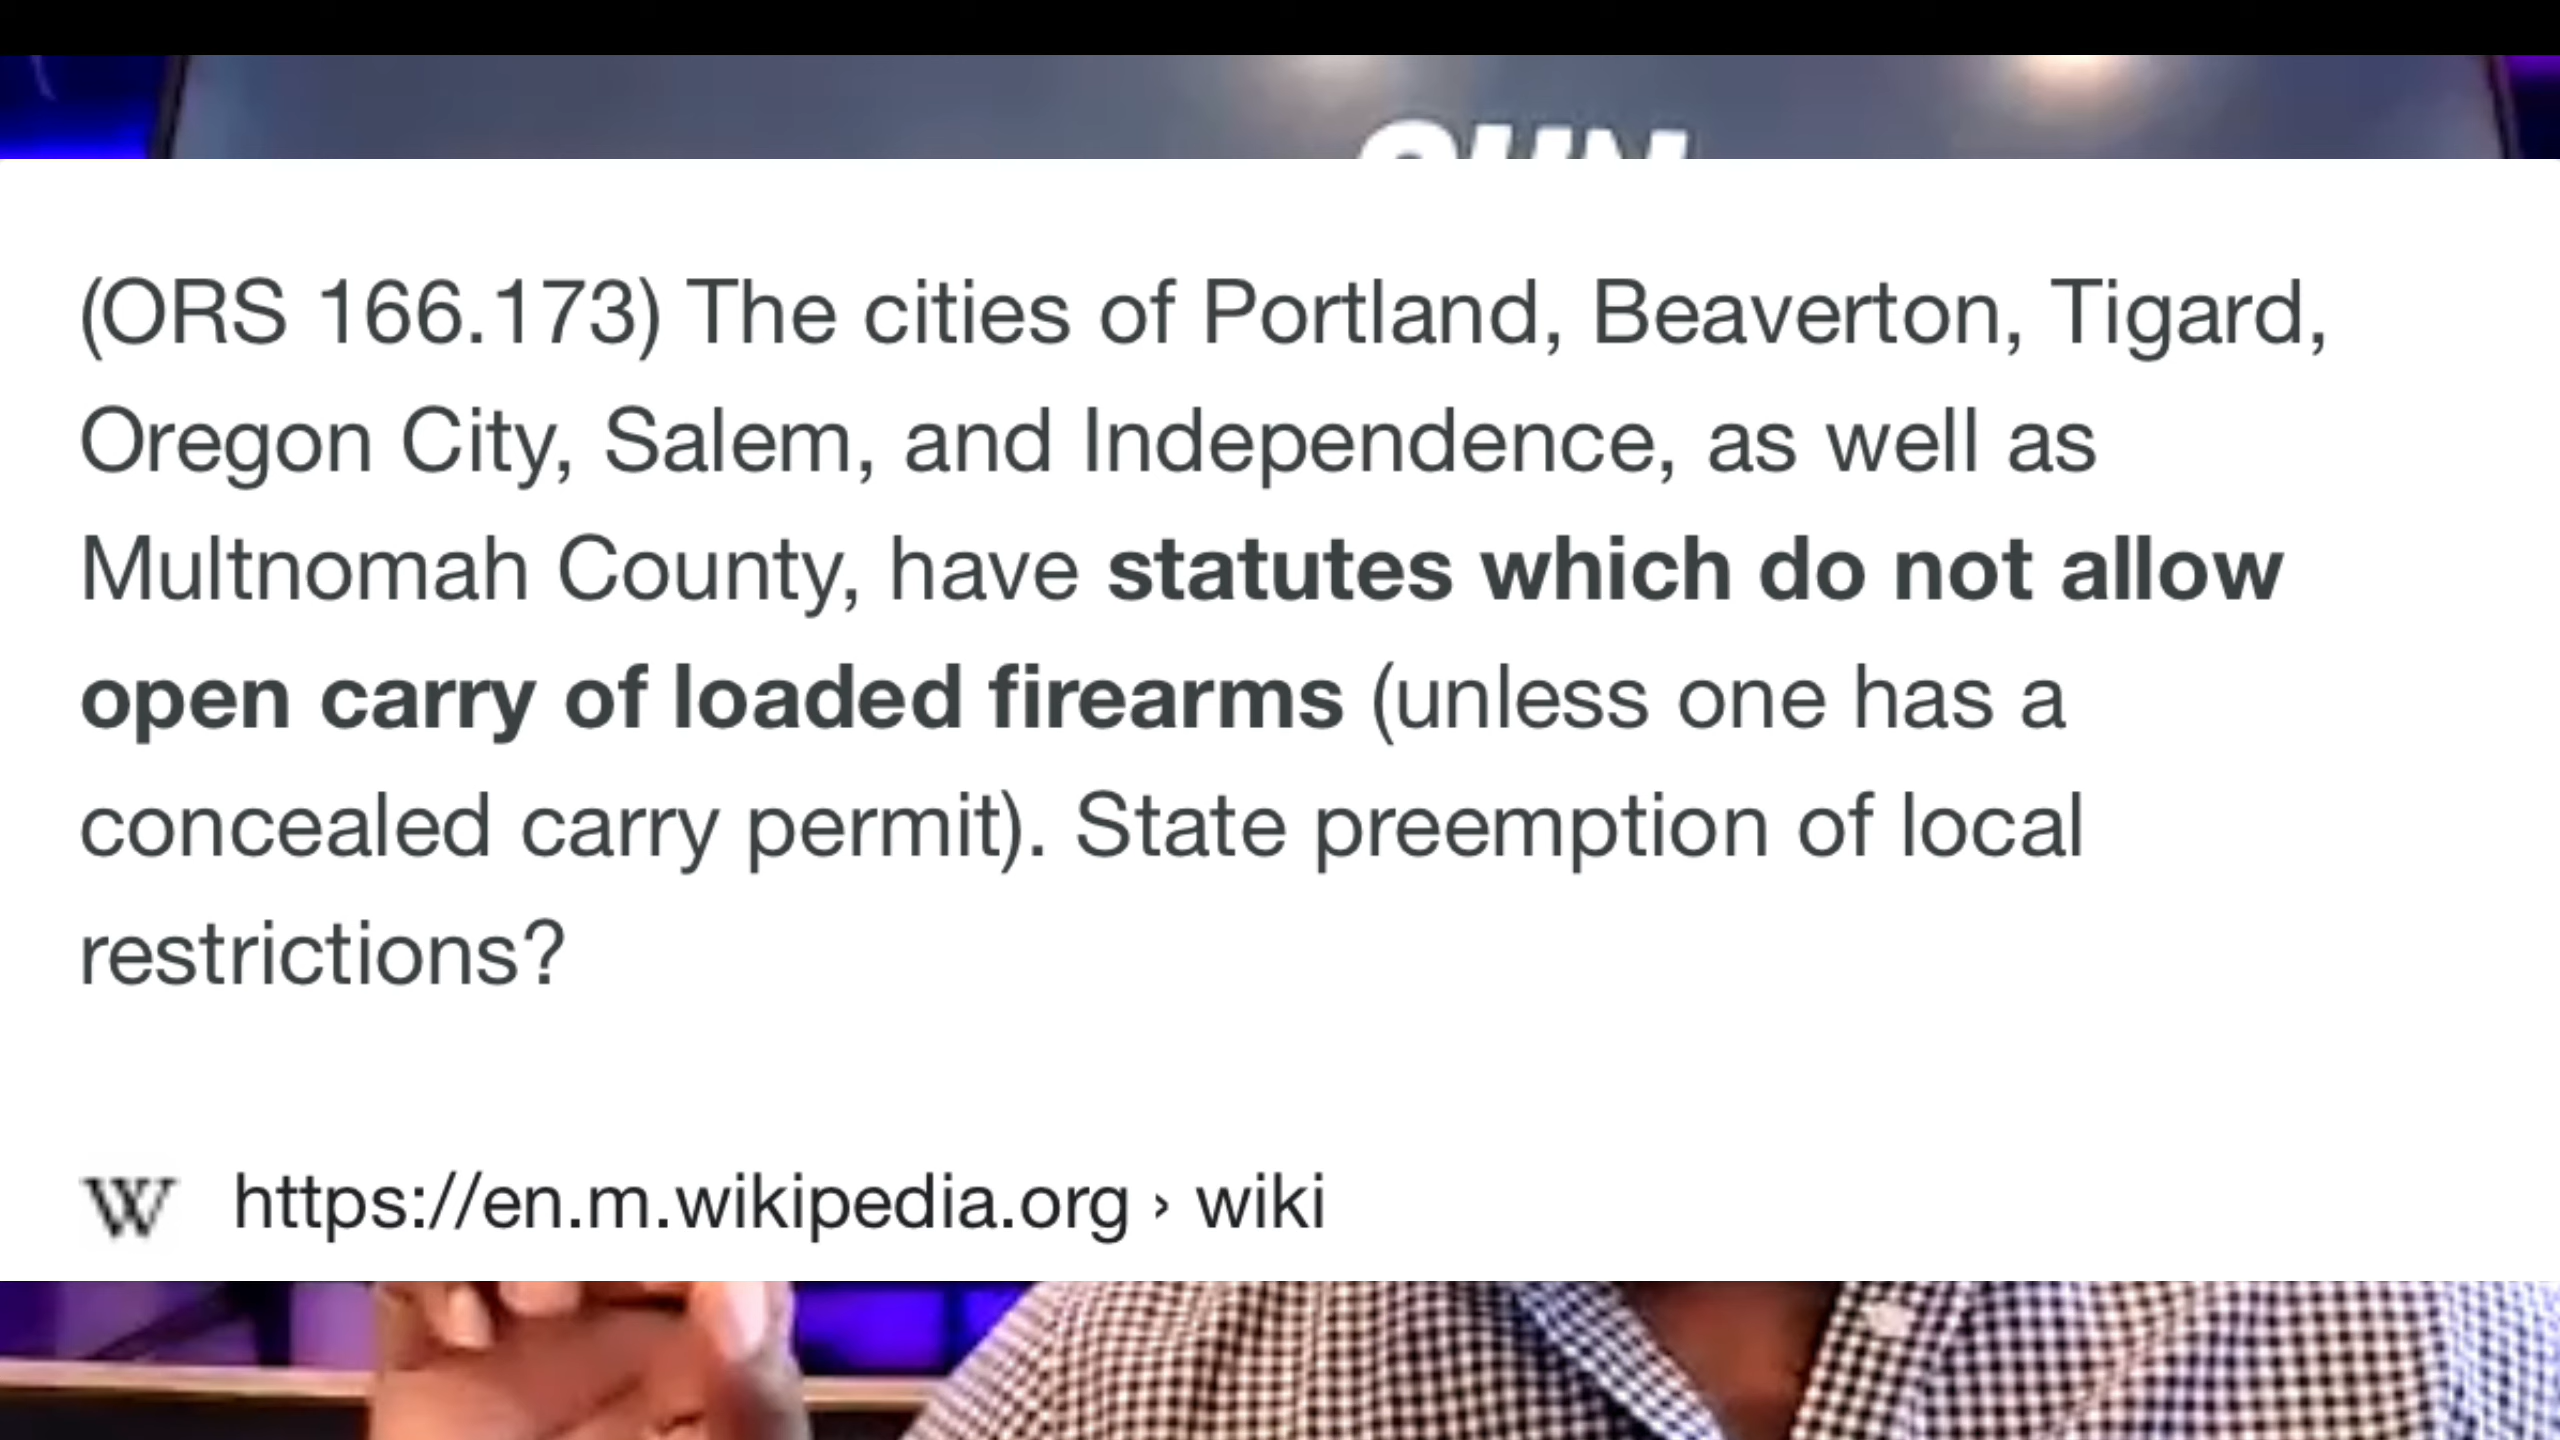 (ORS 166.173) The cities of Portland, Beaverton, Tigard,
Oregon City, Salem, and Independence, as well as
Multnomah County, have statutes which do not allow
open carry of loaded firearms (unless one has a
concealed carry permit). State preemption of local
restrictions?
W https://en.m.wikipedia.org › wiki